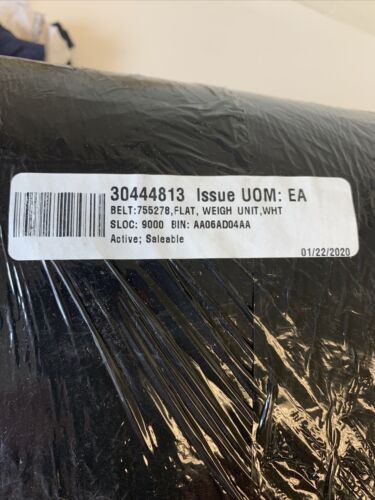 30444813 Issue UOM: EA
BELT:755278,FLAT, WEIGH UNIT,WHT
SLOC: 9000 BIN: AA06AD04AA
Active; Saleable
01/22/2020